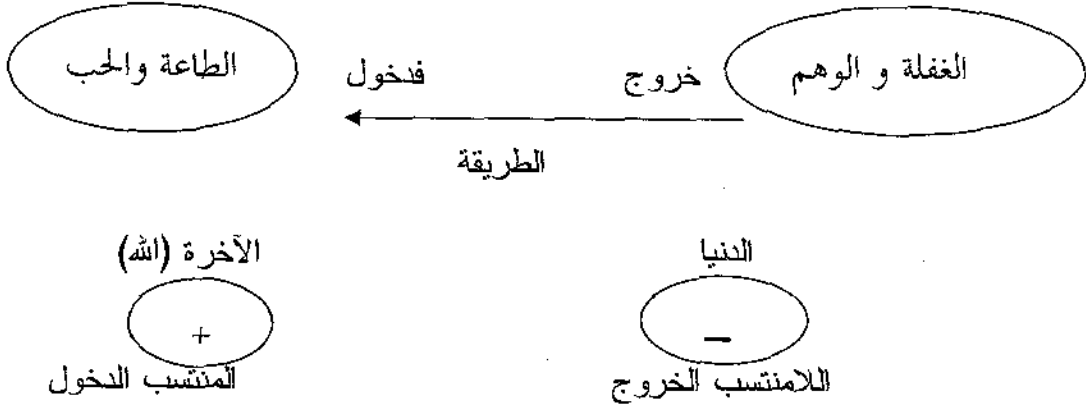 الغفلة و الوهم خروج فدخول الطاعة والحب
الطريقة
الدنيا الآخرة (الله)
− +
اللامنتسب الخروج المنتسب الدخول